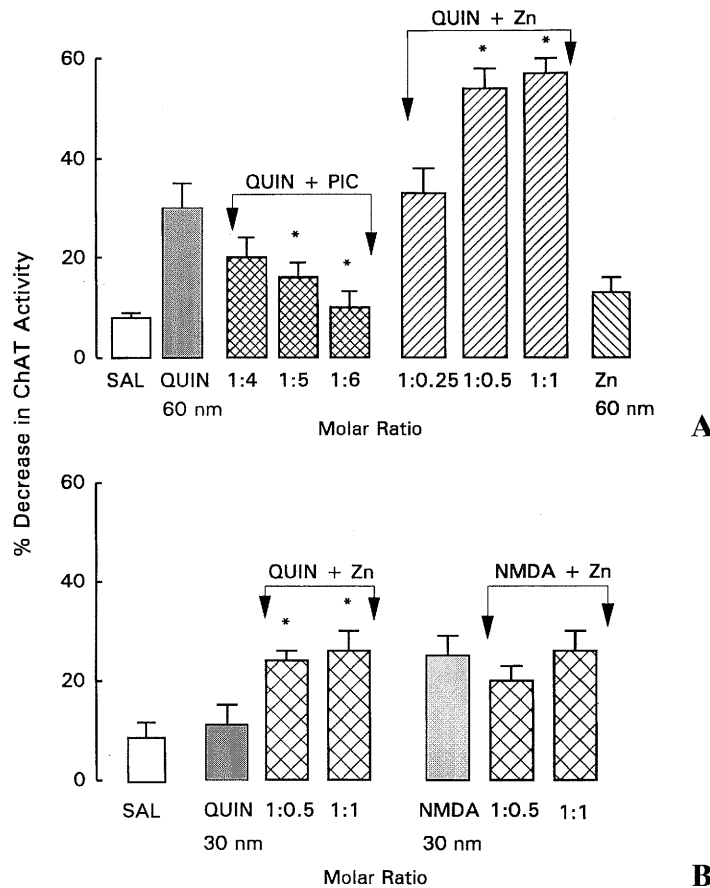 % Decrease in ChAT Activity
QUIN + Zn
* *
60
40
20
0
QUIN + PIC
* *
SAL QUIN 1:4 1:5 1:6 1:0.25 1:0.5 1:1 Zn
60 nm 60 nm
Molar Ratio
A
60
40
20
0
QUIN + Zn NMDA + Zn
* *
SAL QUIN 1:0.5 1:1 NMDA 1:0.5 1:1
30 nm 30 nm
Molar Ratio
B